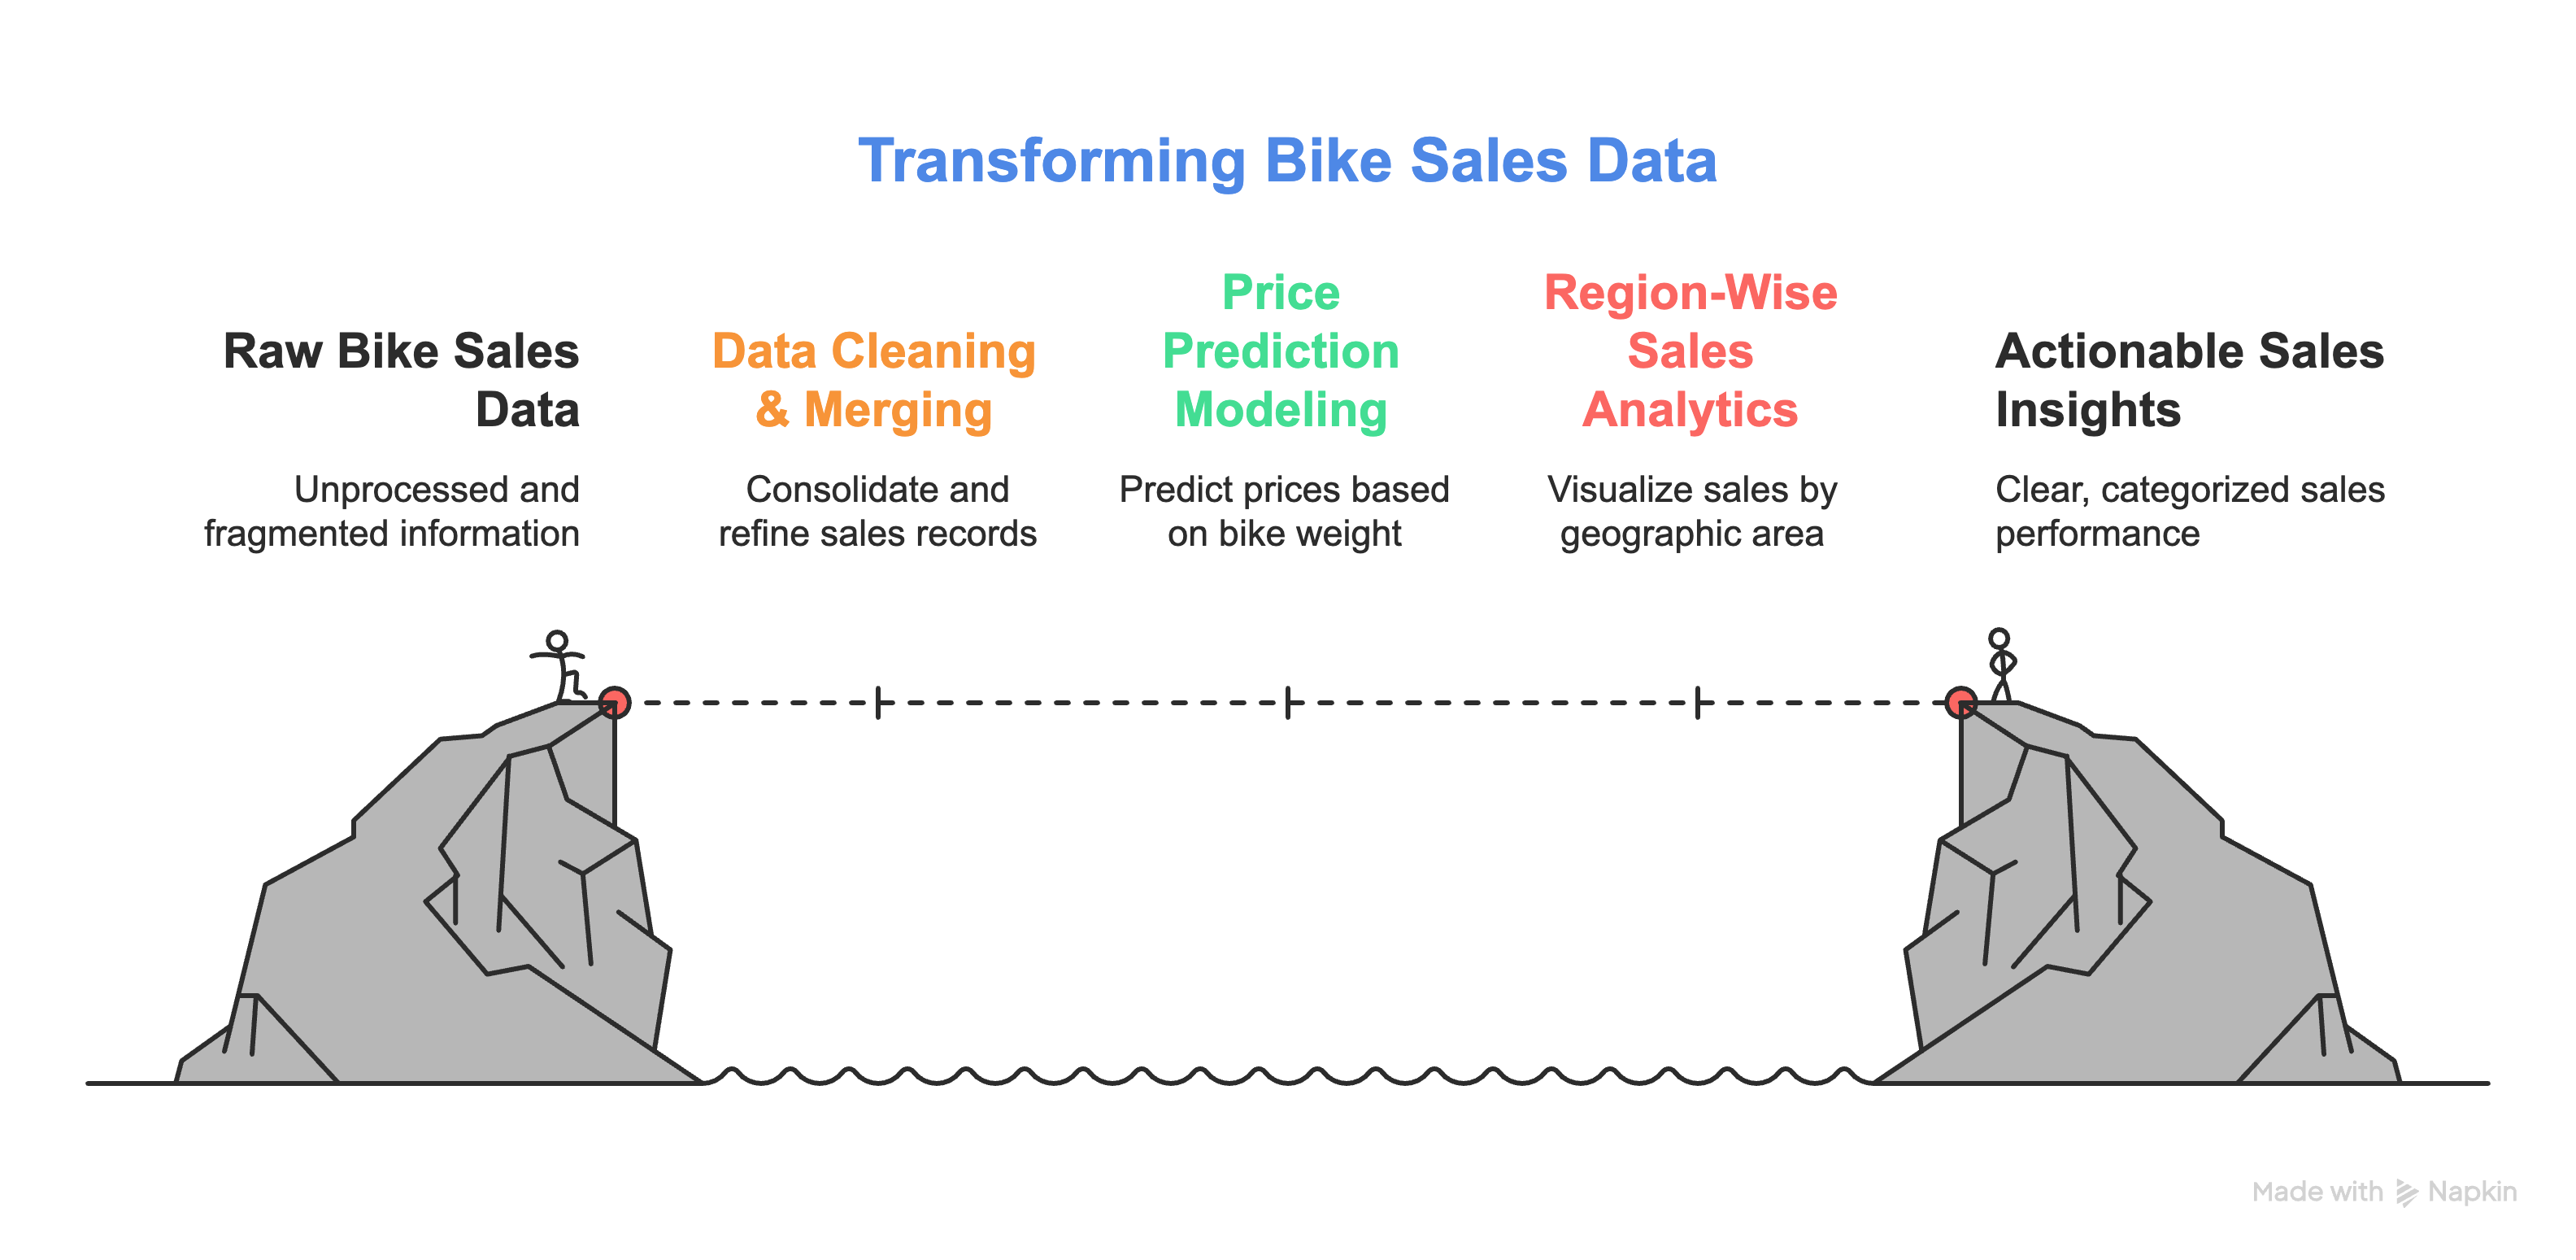 Transforming Bike Sales Data
Raw Bike Sales
Data
Unprocessed and
fragmented information
Data Cleaning
& Merging
Consolidate and
refine sales records
Price
Prediction
Modeling
Predict prices based
on bike weight
Region-Wise
Sales
Analytics
Visualize sales by
geographic area
Actionable Sales
Insights
Clear, categorized sales
performance
Made with Napkin